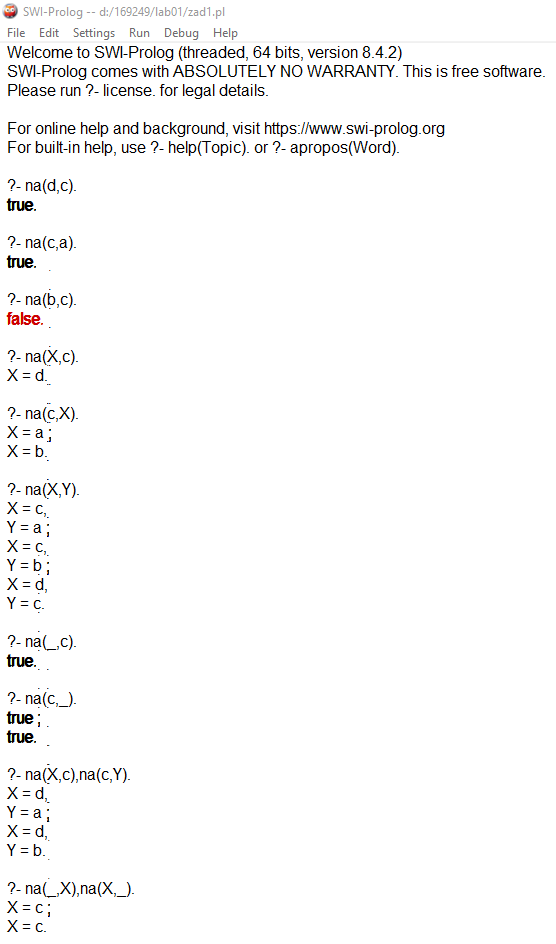 SWI-Prolog -- d:/169249/lab01/zad1.pl
File Edit Settings Run Debug Help
Welcome to SWI-Prolog (threaded, 64 bits, version 8.4.2)
SWI-Prolog comes with ABSOLUTELY NO WARRANTY. This is free software.
Please run ?- license. for legal details.
For online help and background, visit https://www.swi-prolog.org
For built-in help, use ?- help(Topic). or ?- apropos(Word).
?- na(d,c).
true.
?- na(c,a).
true.
?- na(b,c).
false.
?- na(X,c).
X = d.
?- na(c,X).
X = a ;
X = b.
?- na(X,Y).
X = c,
Y = a ;
X = c,
Y = b ;
X = d,
Y = c.
?- na(_,c).
true.
?- na(c,_).
true ;
true.
?- na(X,c),na(c,Y).
X = d,
Y = a ;
X = d,
Y = b.
?- na(_,X),na(X,_).
X = c ;
X = c.